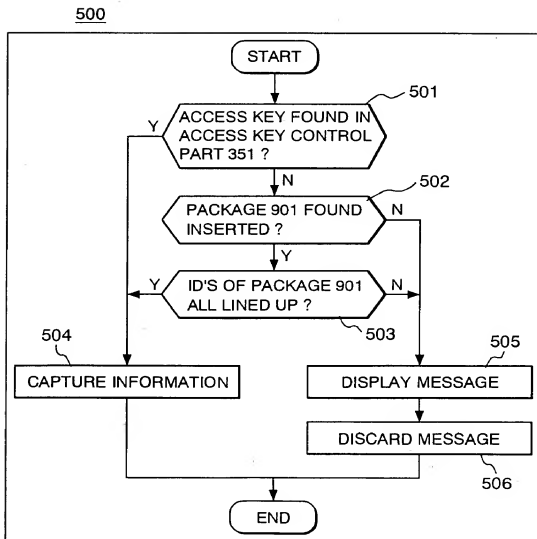 500
START
501
ACCESS KEY FOUND IN
ACCESS KEY CONTROL
PART 351 ?
Y
N
502
PACKAGE 901 FOUND
INSERTED ?
N
Y
Y
ID'S OF PACKAGE 901
ALL LINED UP ?
N
503
504
CAPTURE INFORMATION
505
DISPLAY MESSAGE
DISCARD MESSAGE
506
END